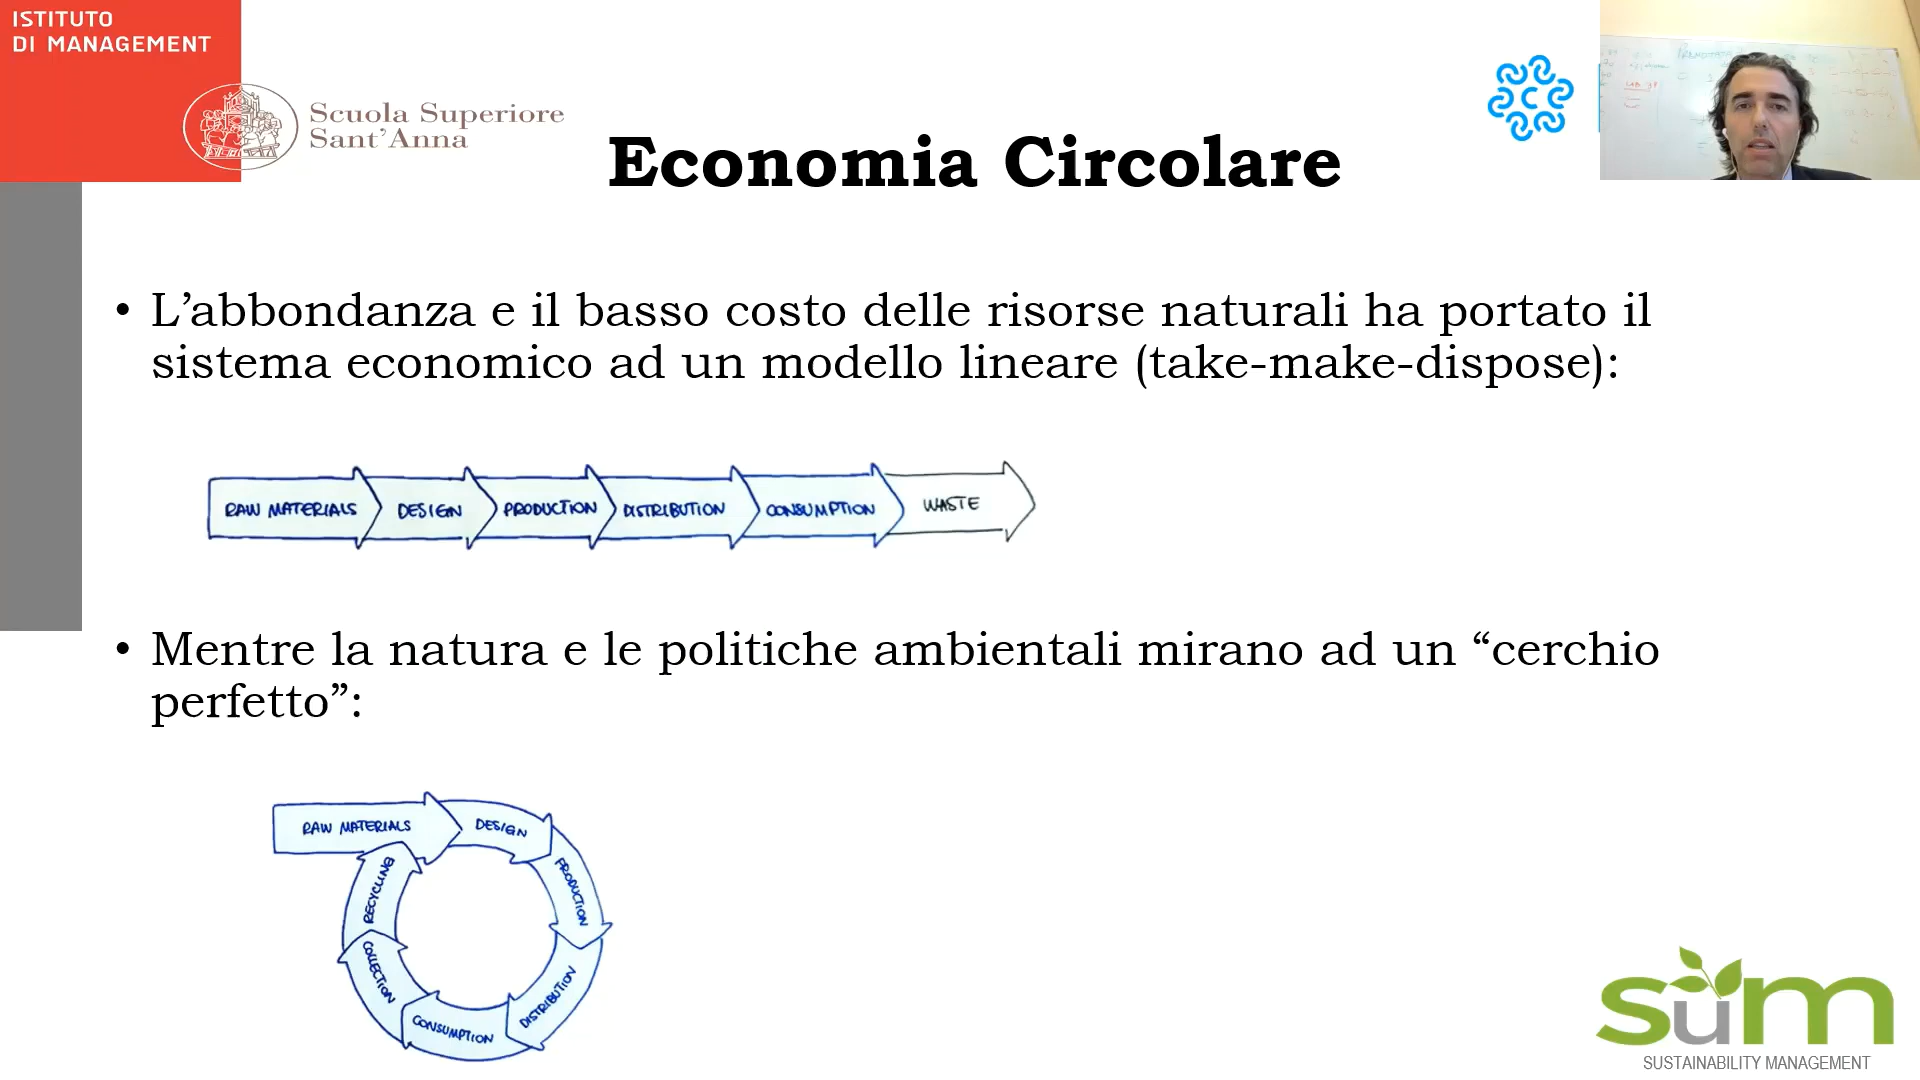 ISTITUTO
DI MANAGEMENT
Scuola Superiore
Sant'Anna
Economia Circolare
• L’abbondanza e il basso costo delle risorse naturali ha portato il
sistema economico ad un modello lineare (take-make-dispose):
RAW MATERIALS
DESIGN
PRODUCTION
DISTRIBUTION
CONSUMPTION
WASTE
• Mentre la natura e le politiche ambientali mirano ad un “cerchio
perfetto”:
RAW MATERIALS
DESIGN
PRODUCTION
DISTRIBUTION
CONSUMPTION
COLLECTION
RECYCLING
sum
SUSTAINABILITY MANAGEMENT